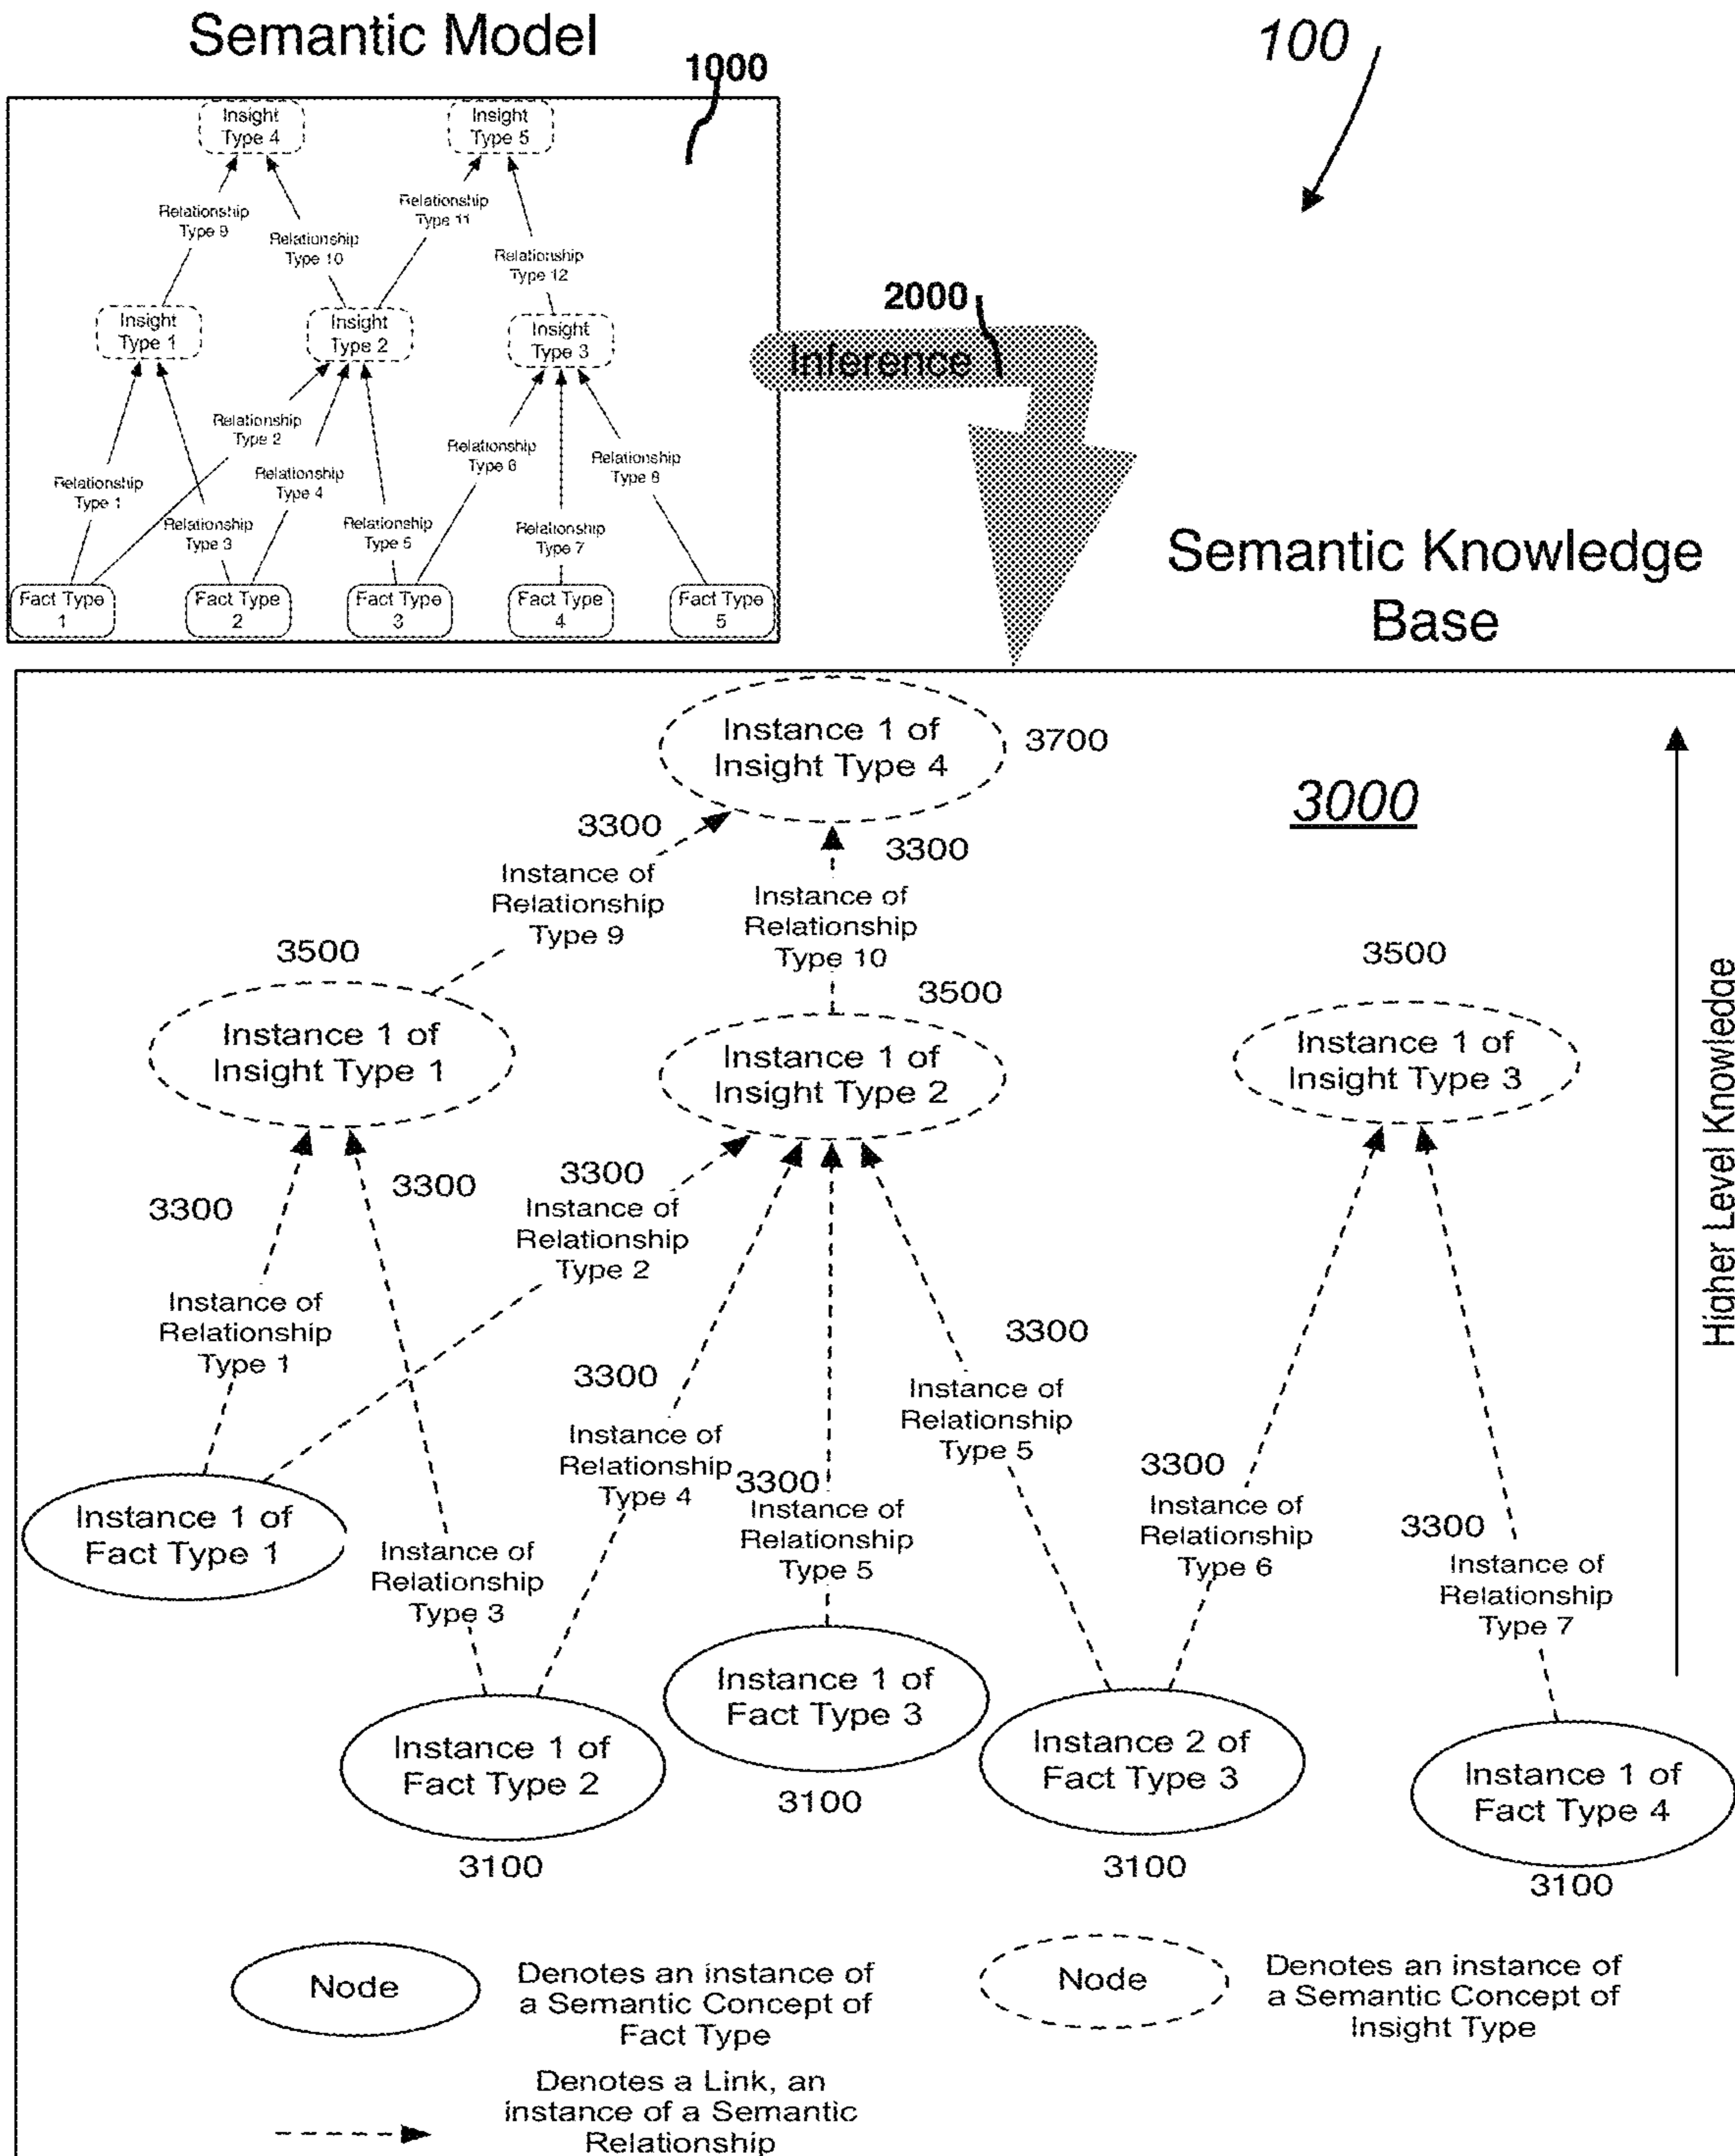 Semantic Model
100
1000
Insight
Type 4
Insight
Type 5
Relationship
Type 9
Relationship
Type 10
Relationship
Type 11
Relationship
Type 12
Insight
Type 1
Insight
Type 2
Insight
Type 3
2000
Inference
Relationship
Type 1
Relationship
Type 2
Relationship
Type 3
Relationship
Type 4
Relationship
Type 5
Relationship
Type 6
Relationship
Type 7
Relationship
Type 8
Fact Type
1
Fact Type
2
Fact Type
3
Fact Type
4
Fact Type
5
Semantic Knowledge
Base
Instance 1 of
Insight Type 4
3700
3000
Higher Level Knowledge
3300
Instance of
Relationship
Type 9
3300
Instance of
Relationship
Type 10
3500
Instance 1 of
Insight Type 1
3500
Instance 1 of
Insight Type 2
3500
Instance 1 of
Insight Type 3
3300
Instance of
Relationship
Type 1
3300
3300
Instance of
Relationship
Type 2
3300
Instance of
Relationship
Type 4
3300
Instance of
Relationship
Type 5
3300
Instance of
Relationship
Type 5
3300
Instance of
Relationship
Type 6
3300
Instance of
Relationship
Type 7
Instance 1 of
Fact Type 1
Instance of
Relationship
Type 3
Instance 1 of
Fact Type 2
3100
Instance 1 of
Fact Type 3
3100
Instance 2 of
Fact Type 3
3100
Instance 1 of
Fact Type 4
3100
Node
Denotes an instance of
a Semantic Concept of
Fact Type
Node
Denotes an instance of
a Semantic Concept of
Insight Type
Denotes a Link, an
instance of a Semantic
Relationship